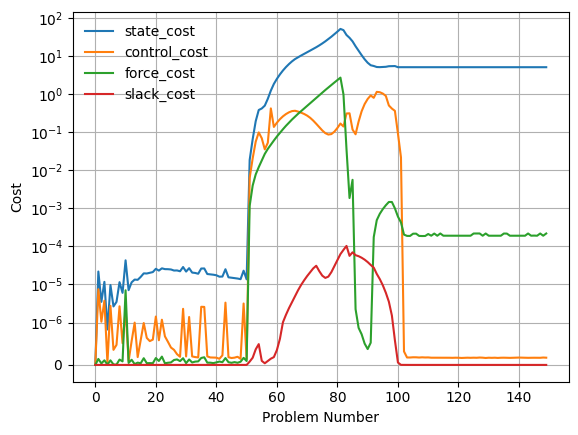 state_cost
control_cost
force_cost
slack_cost
10²
10¹
10⁰
10⁻¹
10⁻²
10⁻³
10⁻⁴
10⁻⁵
10⁻⁶
0
Cost
0 20 40 60 80 100 120 140
Problem Number